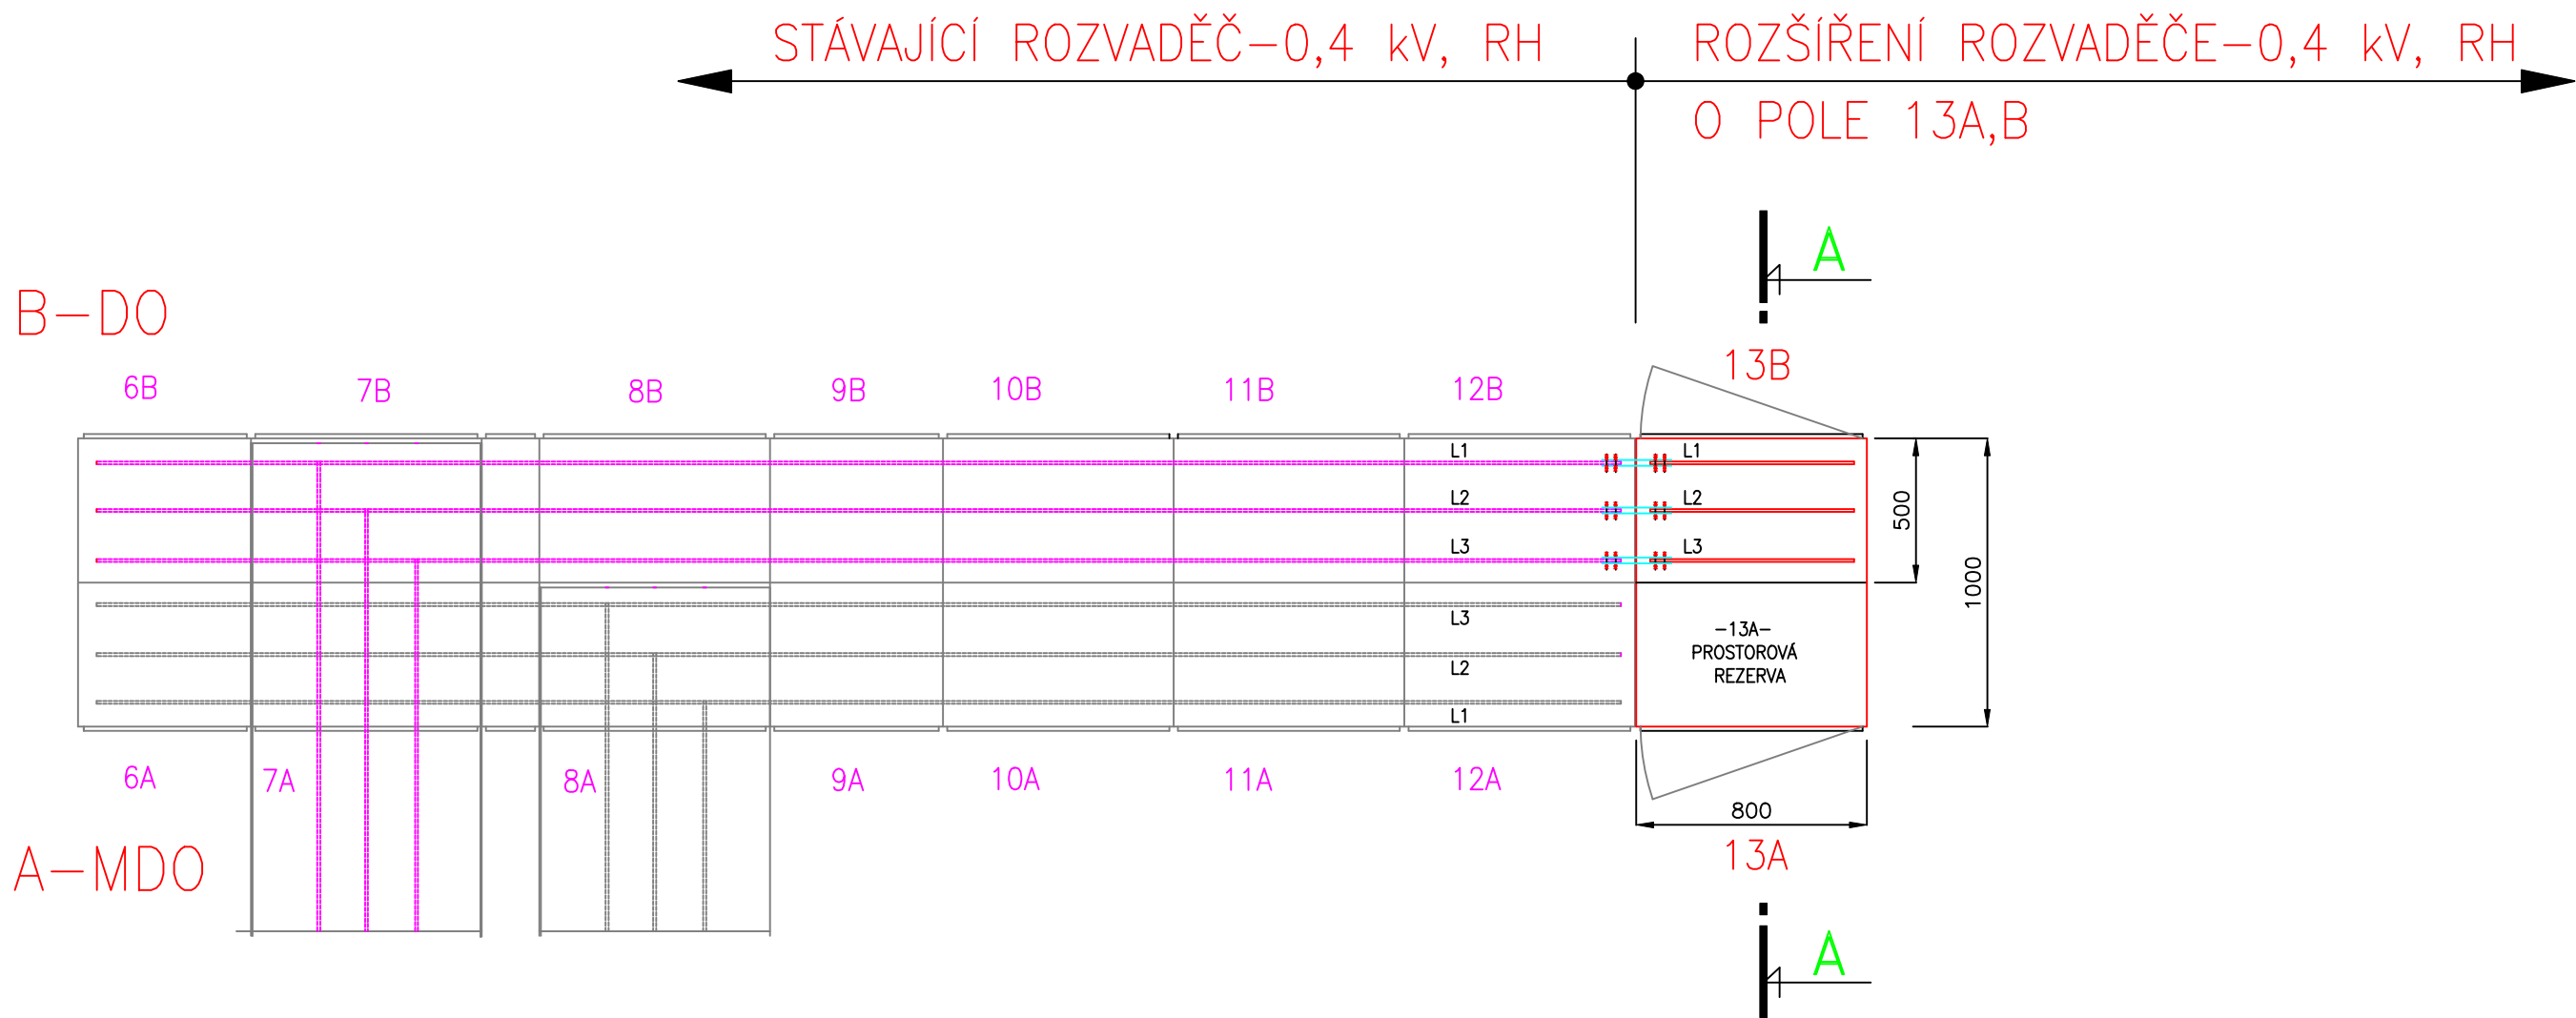 STÁVAJÍCÍ ROZVADĚČ-0,4 kV, RH
ROZŠÍŘENÍ ROZVADĚČE-0,4 kV, RH
O POLE 13A,B
A
B-DO
13B
6B
7B
8B
9B
10B
11B
12B
L1
L1
L2
L2
L3
L3
500
1000
L3
L2
L1
-13A-
PROSTOROVÁ
REZERVA
6A
7A
8A
9A
10A
11A
12A
800
13A
A-MDO
A